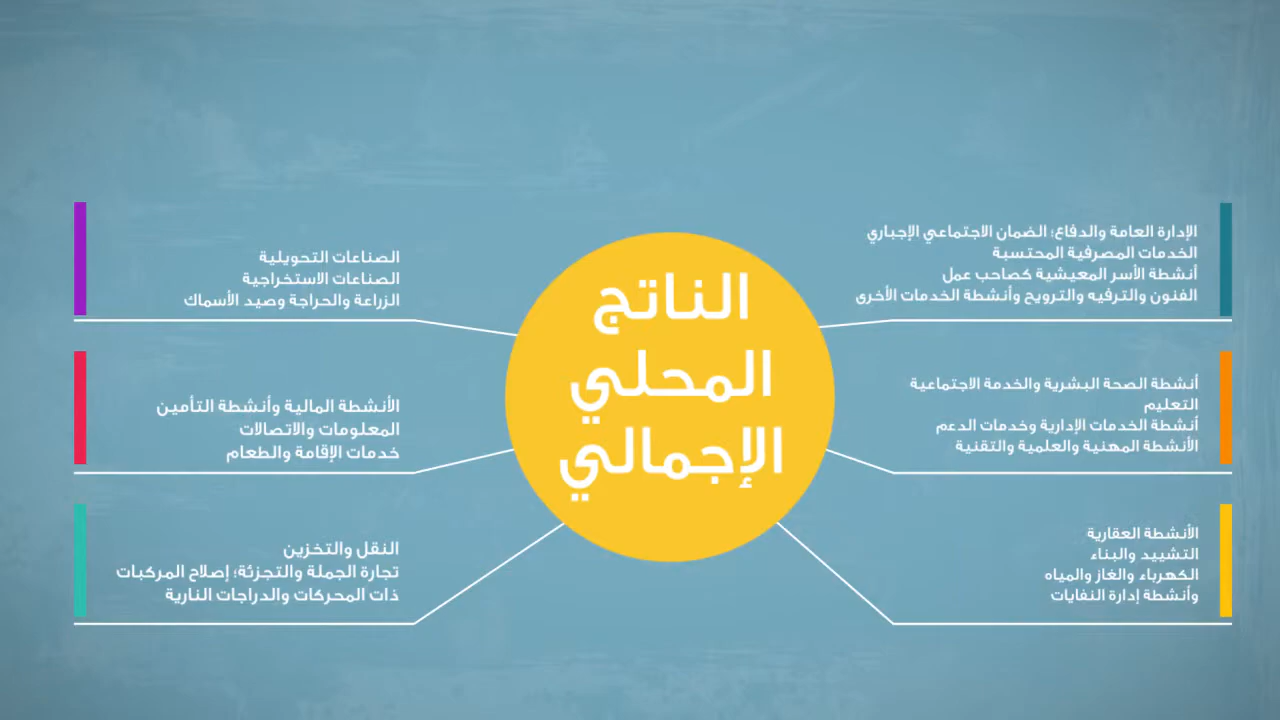 الناتج
المحلي
الإجمالي
الإدارة العامة والدفاع؛ الضمان الاجتماعي الإجباري
الخدمات المصرفية المحتسبة
أنشطة الأسر المعيشية كصاحب عمل
الفنون والترفيه والترويح وأنشطة الخدمات الأخرى
أنشطة الصحة البشرية والخدمة الاجتماعية
التعليم
أنشطة الخدمات الإدارية وخدمات الدعم
الأنشطة المهنية والعلمية والتقنية
الأنشطة العقارية
التشييد والبناء
الكهرباء والغاز والمياه
وأنشطة إدارة النفايات
الصناعات التحويلية
الصناعات الاستخراجية
الزراعة والحراجة وصيد الأسماك
الأنشطة المالية وأنشطة التأمين
المعلومات والاتصالات
خدمات الإقامة والطعام
النقل والتخزين
تجارة الجملة والتجزئة؛ إصلاح المركبات
ذات المحركات والدراجات النارية